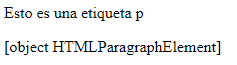 Esto es una etiqueta p
[object HTMLParagraphElement]